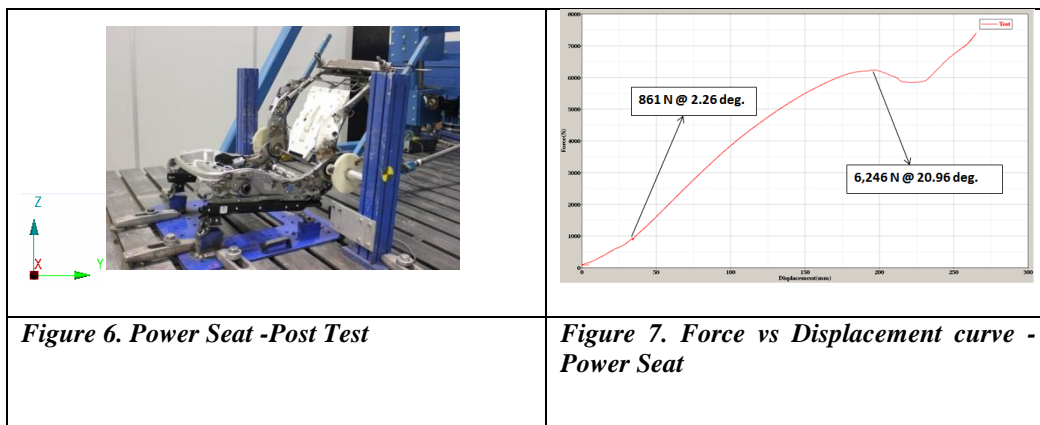 Z
X
Y
8000
7000
6000
5000
4000
3000
2000
1000
0
Force(N)
Test
861 N @ 2.26 deg.
6,246 N @ 20.96 deg.
0 50 100 150 200 250 300
Displacement(mm)
Figure 6. Power Seat -Post Test
Figure 7. Force vs Displacement curve -
Power Seat